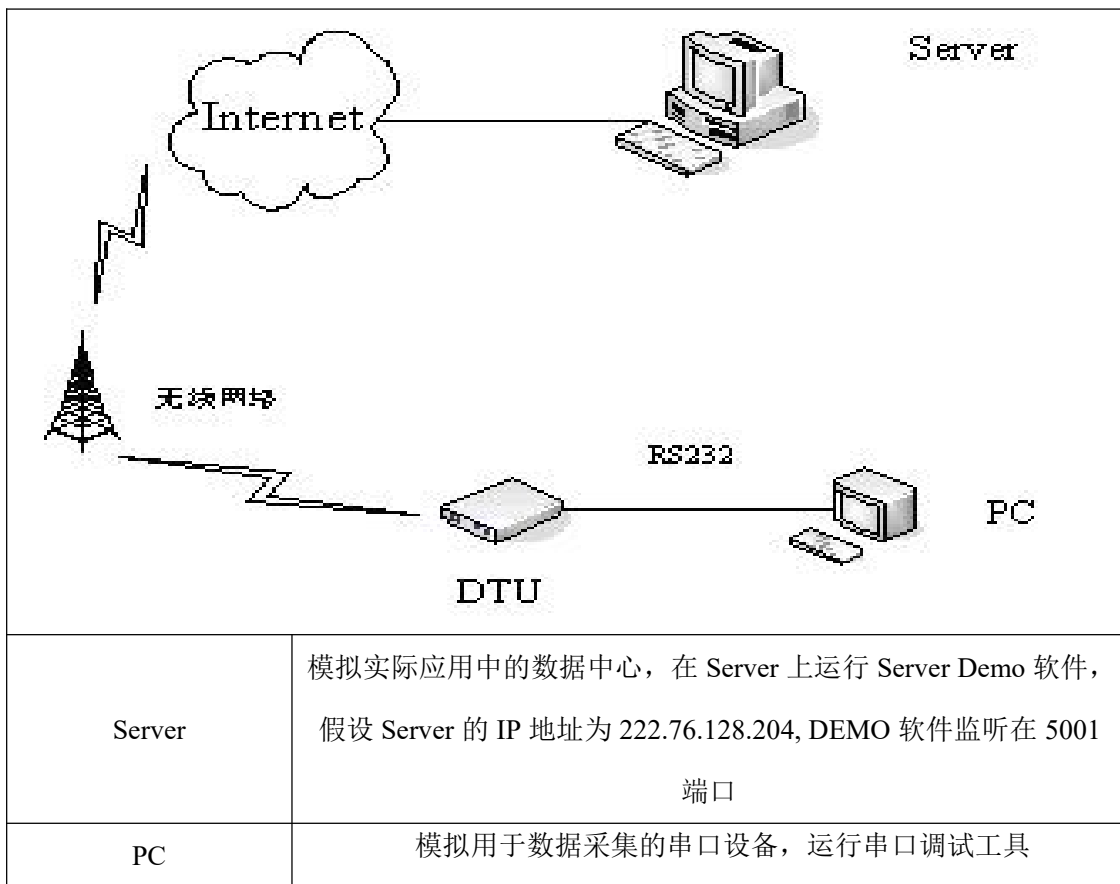 Server
Internet
无线网络
RS232
PC
DTU
Server
模拟实际应用中的数据中心，在 Server 上运行 Server Demo 软件，
假设 Server 的 IP 地址为 222.76.128.204, DEMO 软件监听在 5001
端口
PC
模拟用于数据采集的串口设备，运行串口调试工具